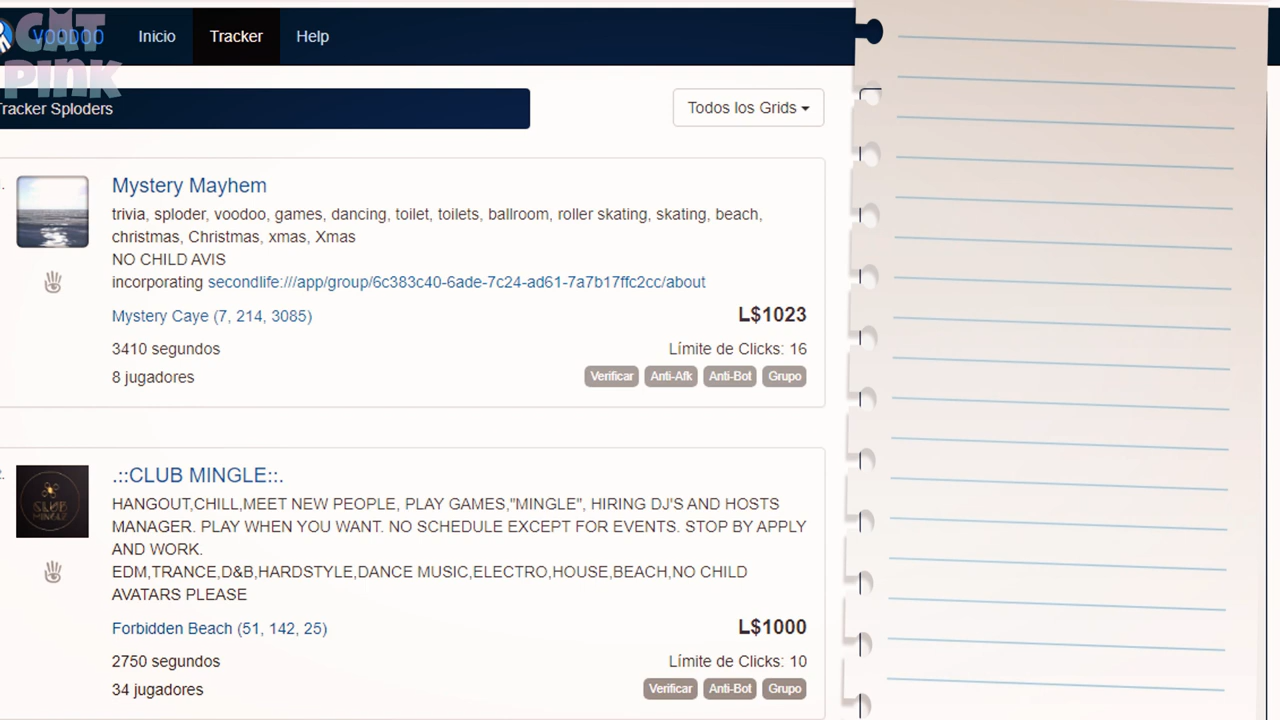 CAT
PINK
VOODOO
Inicio
Tracker
Help
Tracker Sploders
Todos los Grids
Mystery Mayhem
trivia, sploder, voodoo, games, dancing, toilet, toilets, ballroom, roller skating, skating, beach,
christmas, Christmas, xmas, Xmas
NO CHILD AVIS
incorporating secondlife:///app/group/6c383c40-6ade-7c24-ad61-7a7b17ffc2cc/about
Mystery Caye (7, 214, 3085)
L$1023
3410 segundos
Límite de Clicks: 16
8 jugadores
Verificar Anti-Afk Anti-Bot Grupo
.::CLUB MINGLE::.
CLUB
MINGLE
HANGOUT,CHILL,MEET NEW PEOPLE, PLAY GAMES,"MINGLE", HIRING DJ'S AND HOSTS
MANAGER. PLAY WHEN YOU WANT. NO SCHEDULE EXCEPT FOR EVENTS. STOP BY APPLY
AND WORK.
EDM,TRANCE,D&B,HARDSTYLE,DANCE MUSIC,ELECTRO,HOUSE,BEACH,NO CHILD
AVATARS PLEASE
Forbidden Beach (51, 142, 25)
L$1000
2750 segundos
Límite de Clicks: 10
34 jugadores
Verificar Anti-Bot Grupo